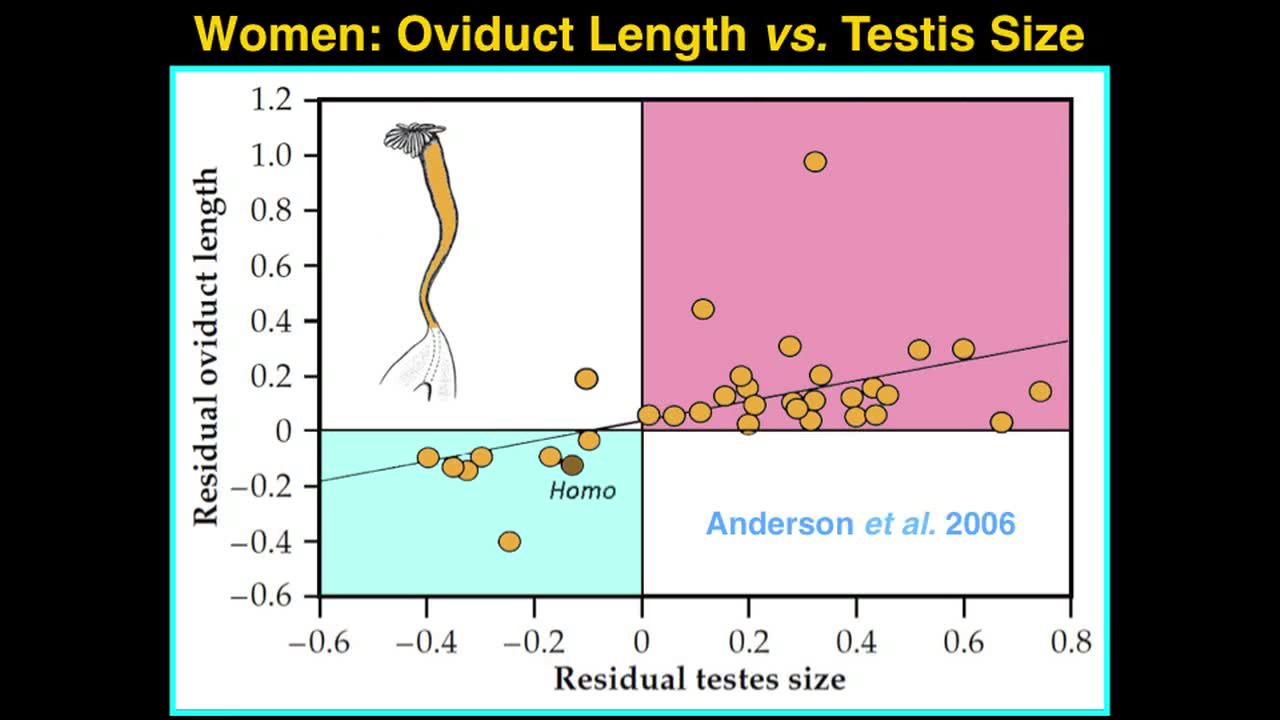 Women: Oviduct Length vs. Testis Size
1.2
1.0
0.8
0.6
0.4
0.2
0
−0.2
−0.4
−0.6
Residual oviduct length
Homo
Anderson et al. 2006
−0.6 −0.4 −0.2 0 0.2 0.4 0.6 0.8
Residual testes size